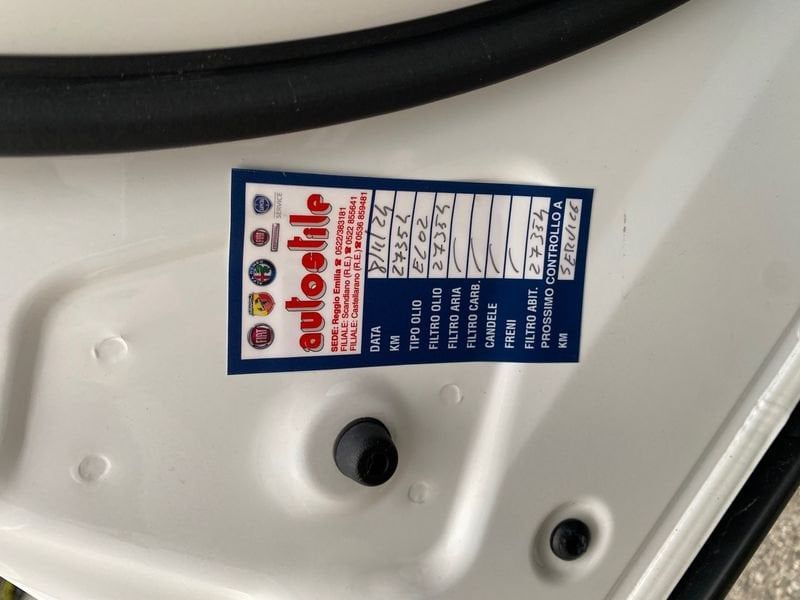 SERVICE
autostile
SEDE: Reggio Emilia ☎ 0522/383181
FILIALE: Scandiano (R.E.) ☎ 0522 855641
FILIALE: Castellarano (R.E.) ☎ 0536 859481
DATA 8/11/24
KM 27354
TIPO OLIO EC02
FILTRO OLIO 27354
FILTRO ARIA /
FILTRO CARB. /
CANDELE /
FRENI /
FILTRO ABIT. 27354
PROSSIMO CONTROLLO A
KM SERVICE